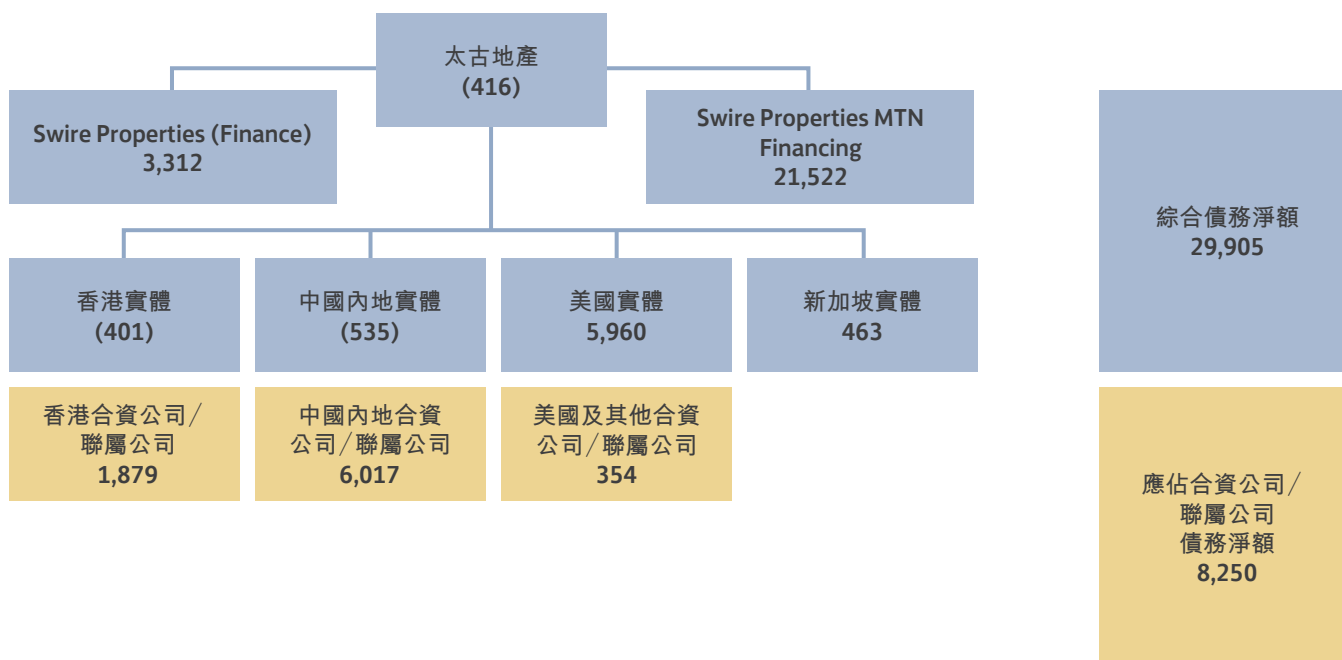 太古地產
(416)
Swire Properties (Finance)
3,312
Swire Properties MTN
Financing
21,522
綜合債務淨額
29,905
香港實體
(401)
中國內地實體
(535)
美國實體
5,960
新加坡實體
463
香港合資公司/
聯屬公司
1,879
中國內地合資
公司/聯屬公司
6,017
美國及其他合資
公司/聯屬公司
354
應佔合資公司/
聯屬公司
債務淨額
8,250